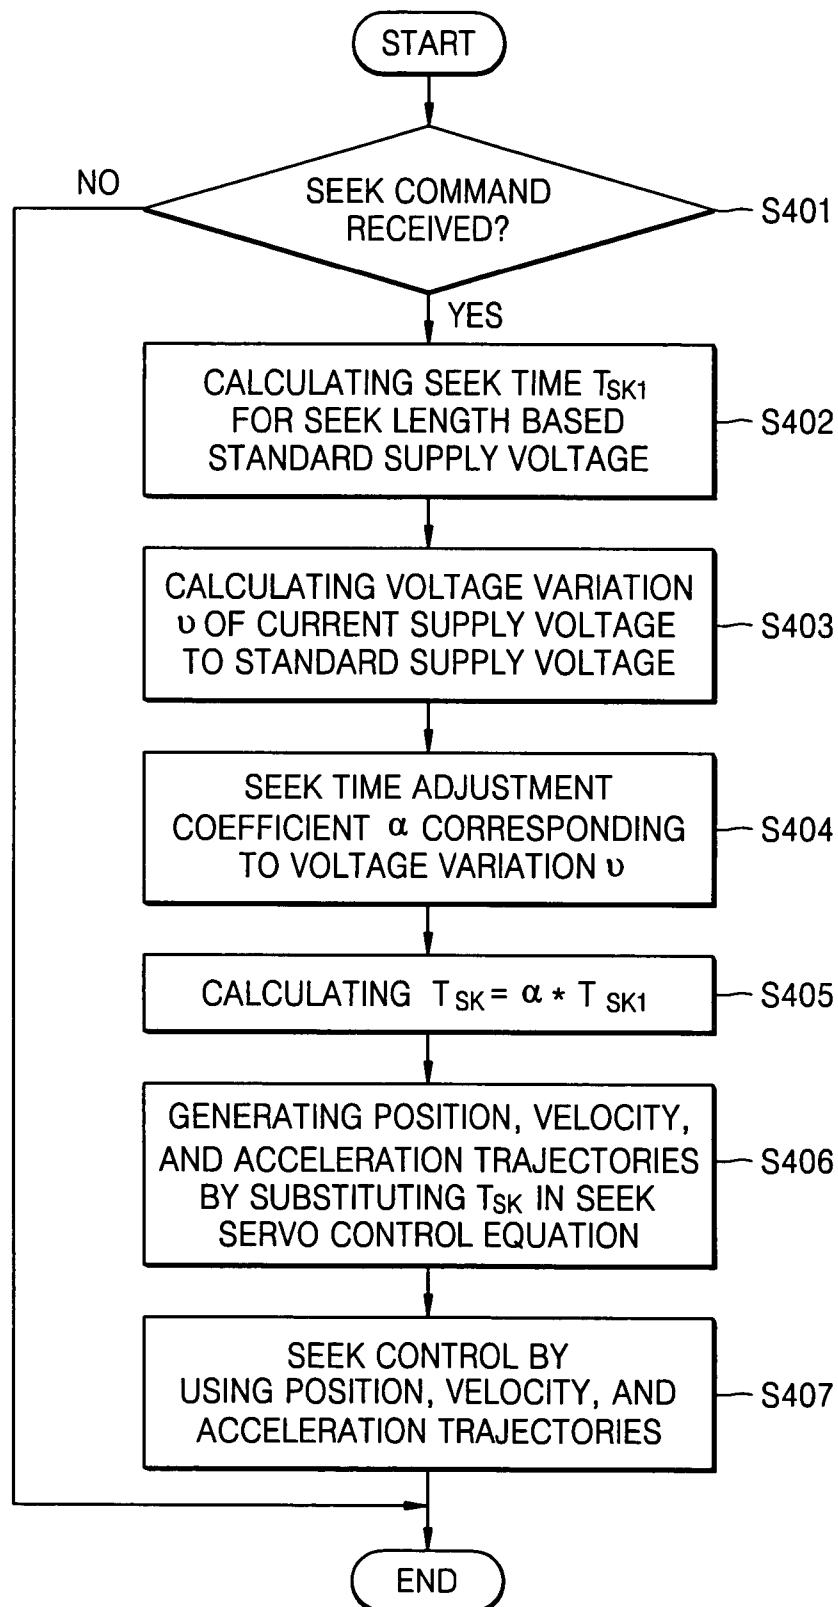 START
SEEK COMMAND
RECEIVED?
NO
S401
YES
CALCULATING SEEK TIME TSK1
FOR SEEK LENGTH BASED
STANDARD SUPPLY VOLTAGE
S402
CALCULATING VOLTAGE VARIATION
υ OF CURRENT SUPPLY VOLTAGE
TO STANDARD SUPPLY VOLTAGE
S403
SEEK TIME ADJUSTMENT
COEFFICIENT α CORRESPONDING
TO VOLTAGE VARIATION υ
S404
CALCULATING TSK = α * TSK1
S405
GENERATING POSITION, VELOCITY,
AND ACCELERATION TRAJECTORIES
BY SUBSTITUTING TSK IN SEEK
SERVO CONTROL EQUATION
S406
SEEK CONTROL BY
USING POSITION, VELOCITY, AND
ACCELERATION TRAJECTORIES
S407
END